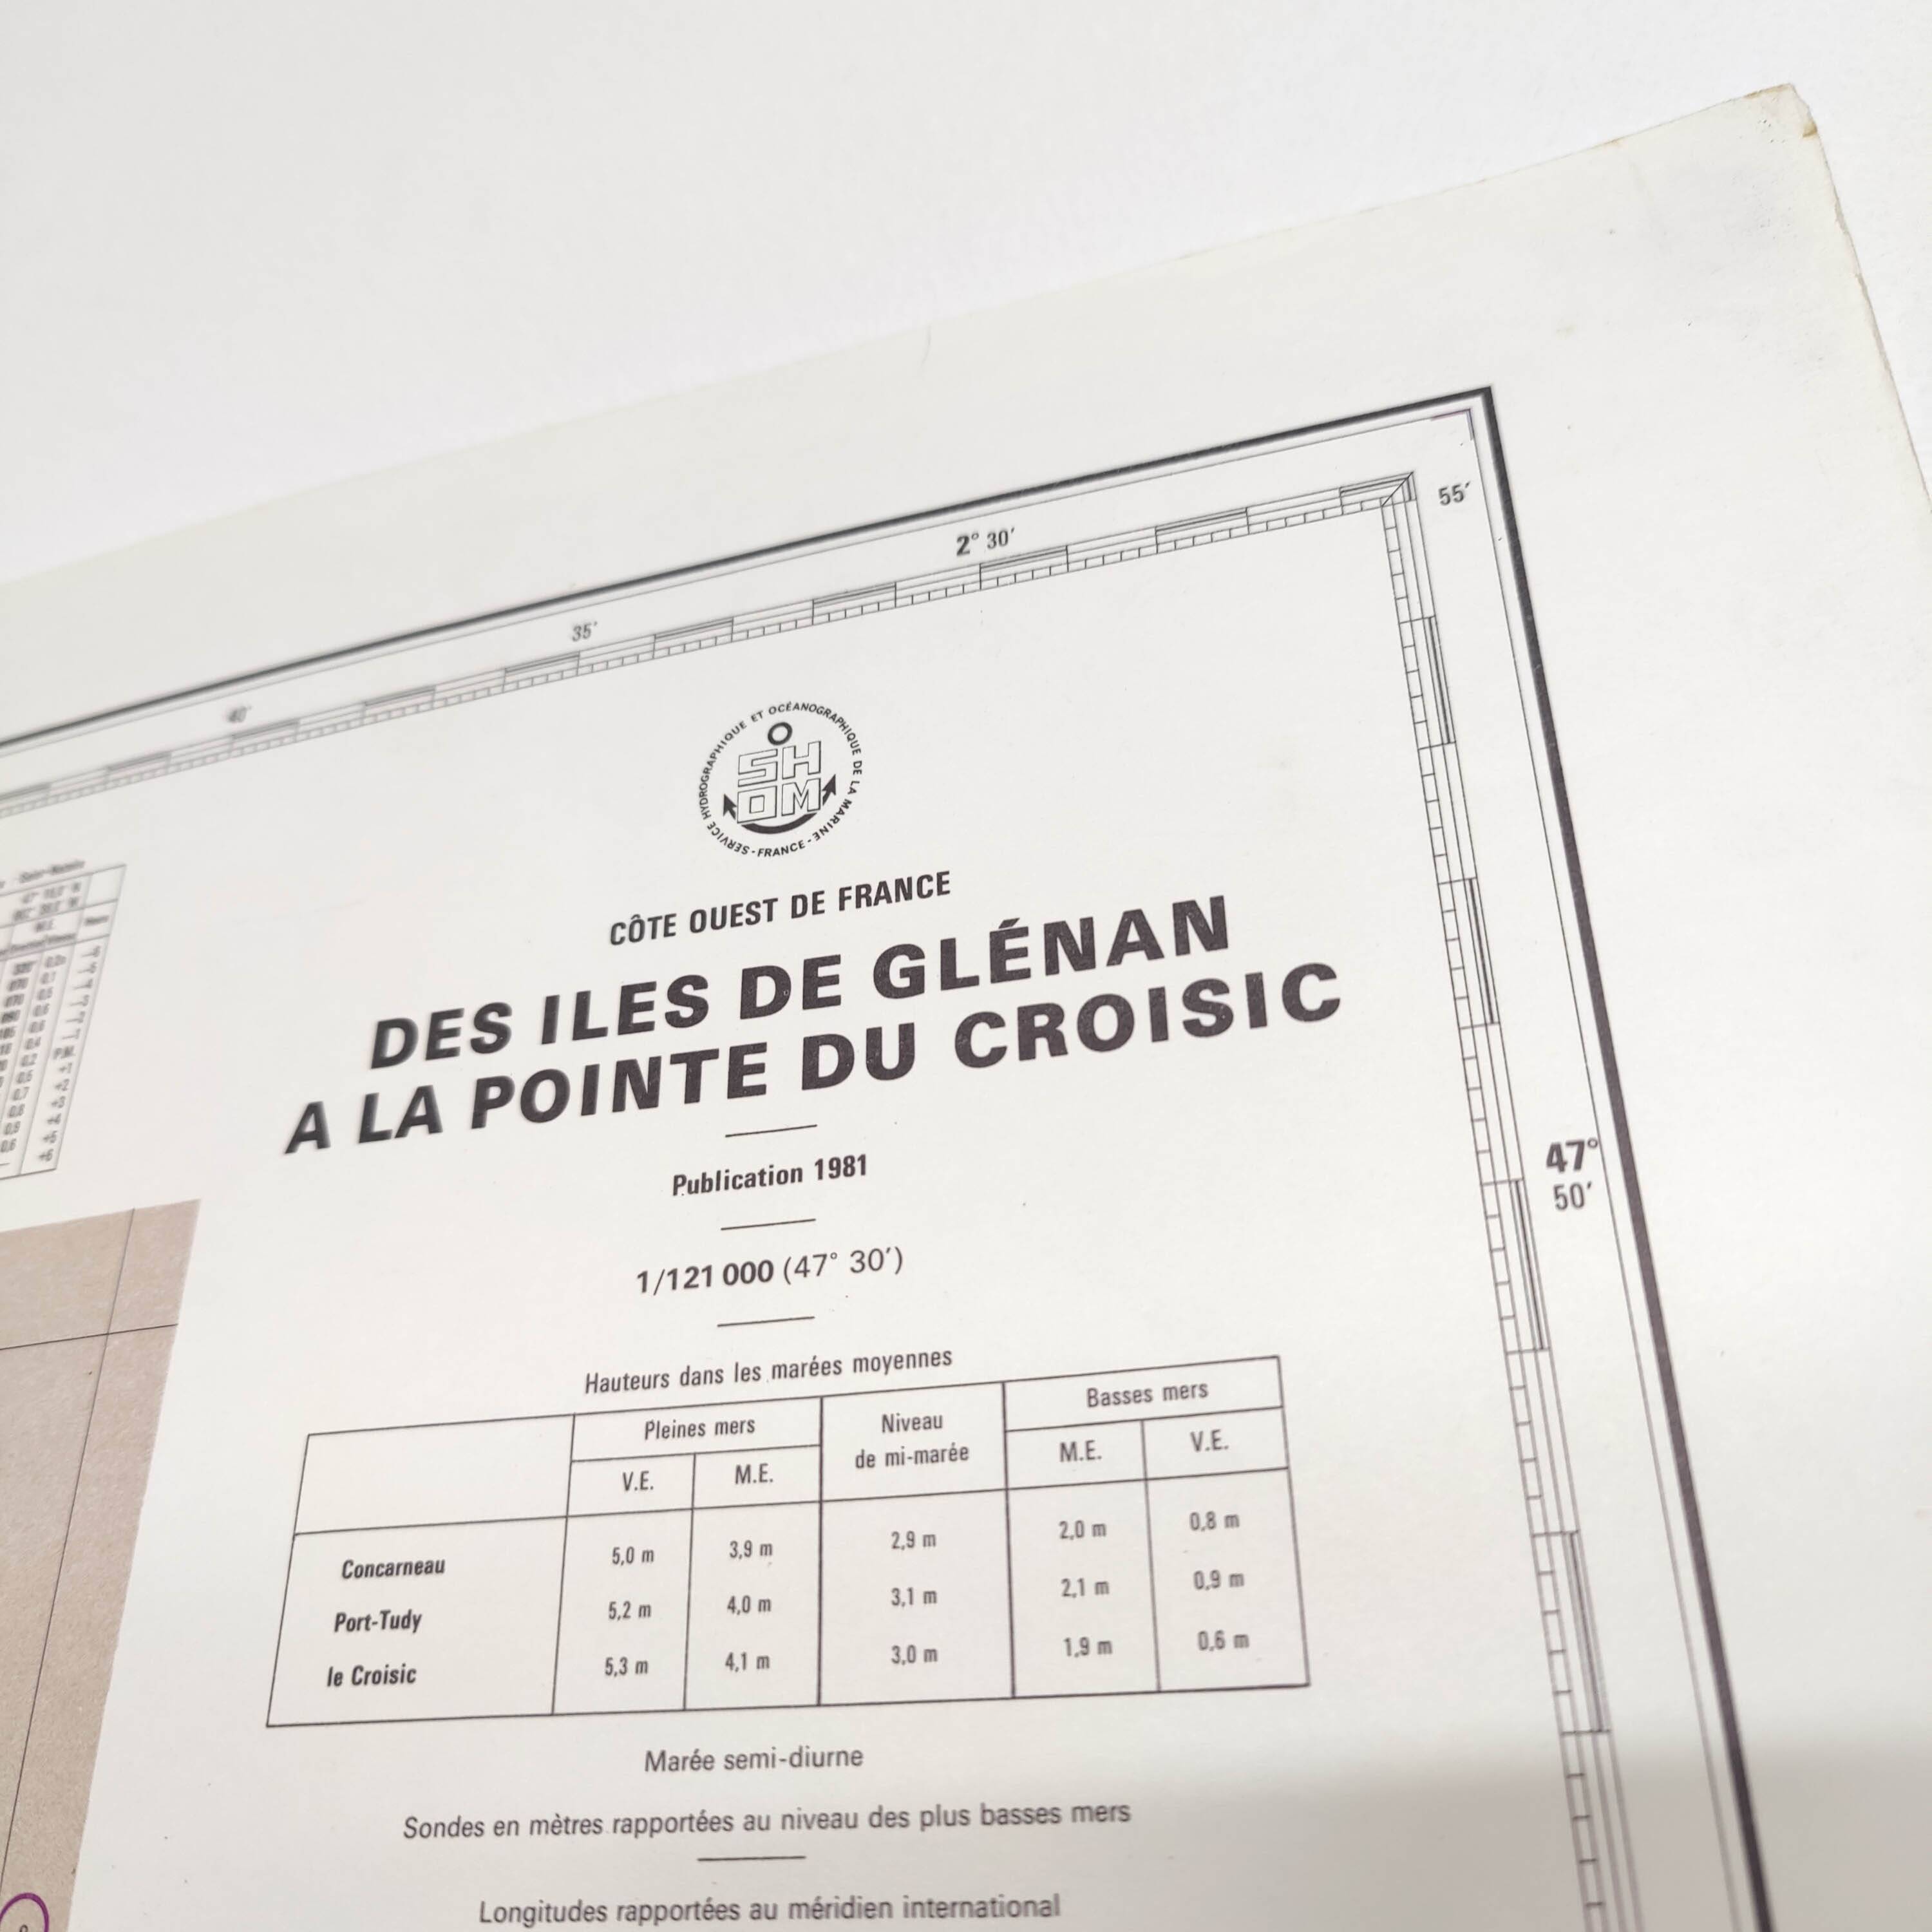 55′
2° 30′
35′
40′
SERVICE HYDROGRAPHIQUE ET OCÉANOGRAPHIQUE DE LA MARINE - FRANCE -
SH
OM
CÔTE OUEST DE FRANCE
DES ILES DE GLÉNAN
A LA POINTE DU CROISIC
Publication 1981
47°
50′
1/121 000 (47° 30′)
Hauteurs dans les marées moyennes
Pleines mers Niveau de mi-marée Basses mers
V.E. M.E. M.E. V.E.
Concarneau 5,0 m 3,9 m 2,9 m 2,0 m 0,8 m
Port-Tudy 5,2 m 4,0 m 3,1 m 2,1 m 0,9 m
le Croisic 5,3 m 4,1 m 3,0 m 1,9 m 0,6 m
Marée semi-diurne
Sondes en mètres rapportées au niveau des plus basses mers
Longitudes rapportées au méridien international